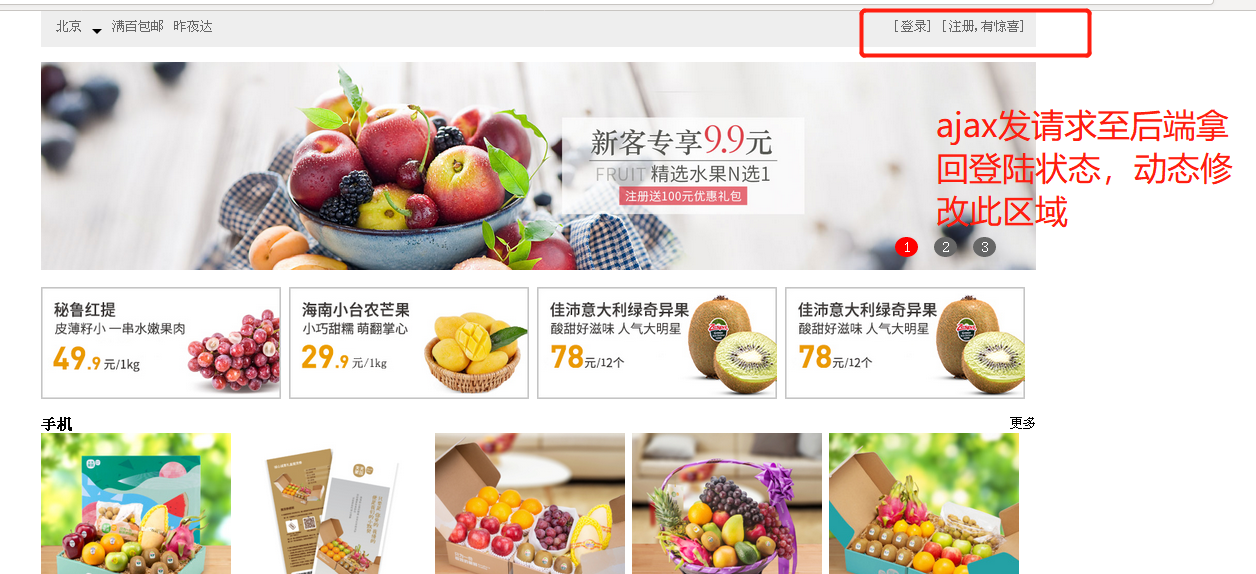 北京 满百包邮 昨夜达
[登录] [注册,有惊喜]
新客专享9.9元
FRUIT 精选水果N选1
注册送100元优惠礼包
ajax发请求至后端拿
回登陆状态，动态修
改此区域
1 2 3
秘鲁红提
皮薄籽小 一串水嫩果肉
49.9 元/1kg
海南小台农芒果
小巧甜糯 萌翻掌心
29.9 元/1kg
佳沛意大利绿奇异果
酸甜好滋味 人气大明星
78元/12个
佳沛意大利绿奇异果
酸甜好滋味 人气大明星
78元/12个
手机
更多